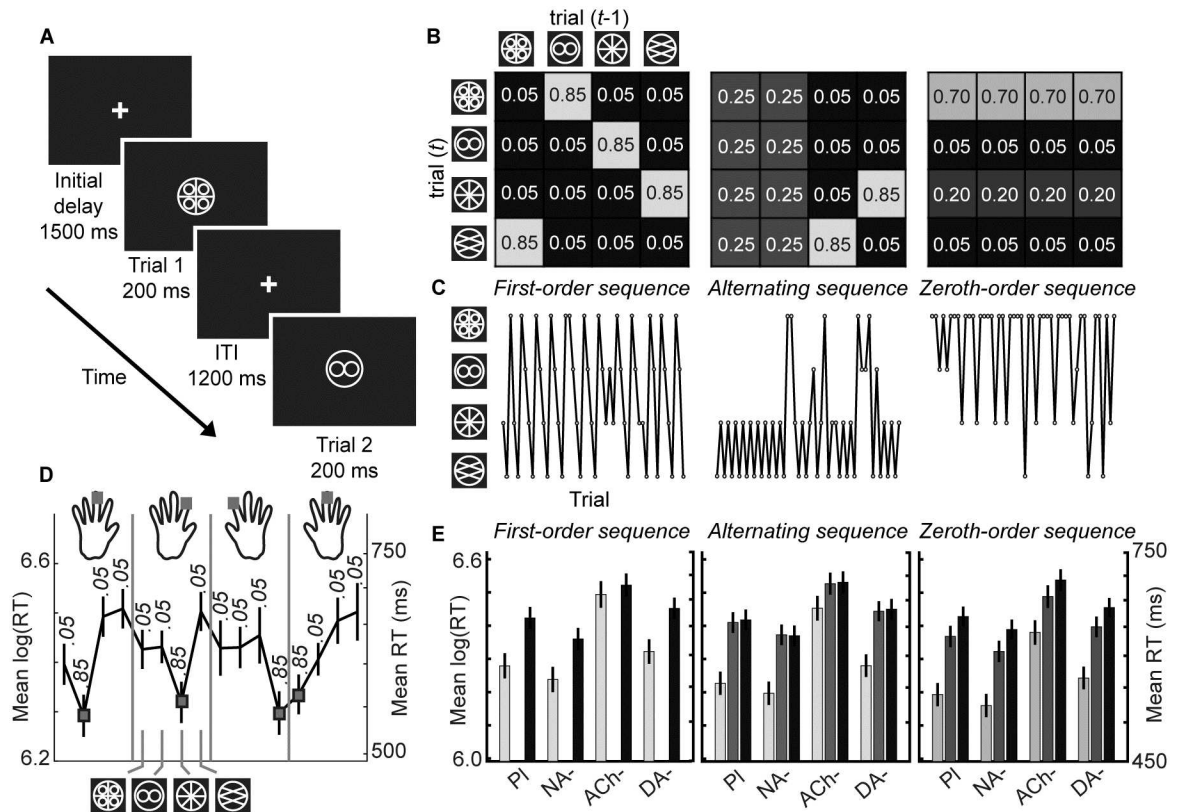 A
Initial
delay
1500 ms
Trial 1
200 ms
ITI
1200 ms
Time
Trial 2
200 ms
B
trial (t-1)
trial (t)
0.05 0.85 0.05 0.05
0.05 0.05 0.85 0.05
0.05 0.05 0.05 0.85
0.85 0.05 0.05 0.05
0.25 0.25 0.05 0.05
0.25 0.25 0.05 0.05
0.25 0.25 0.05 0.85
0.25 0.25 0.85 0.05
0.70 0.70 0.70 0.70
0.05 0.05 0.05 0.05
0.20 0.20 0.20 0.20
0.05 0.05 0.05 0.05
C
First-order sequence
Alternating sequence
Zeroth-order sequence
Trial
D
Mean log(RT)
6.6
6.2
.05 .85 .05 .05
.05 .05 .85 .05
.05 .05 .05 .85
.85 .05 .05 .05
750
500
Mean RT (ms)
E
First-order sequence
Alternating sequence
Zeroth-order sequence
Mean log(RT)
6.6
6.0
Pl NA- ACh- DA-
Pl NA- ACh- DA-
Pl NA- ACh- DA-
750
450
Mean RT (ms)